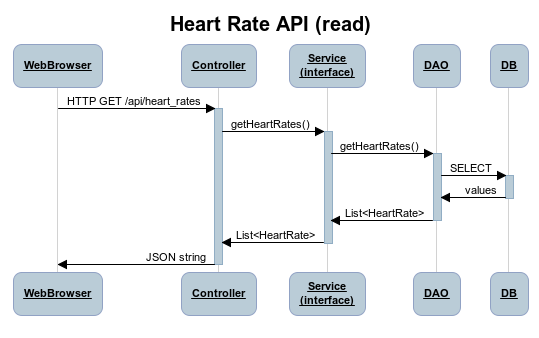 Heart Rate API (read)
WebBrowser
Controller
Service
(interface)
DAO
DB
HTTP GET /api/heart_rates
getHeartRates()
getHeartRates()
SELECT
values
List<HeartRate>
List<HeartRate>
JSON string
WebBrowser
Controller
Service
(interface)
DAO
DB